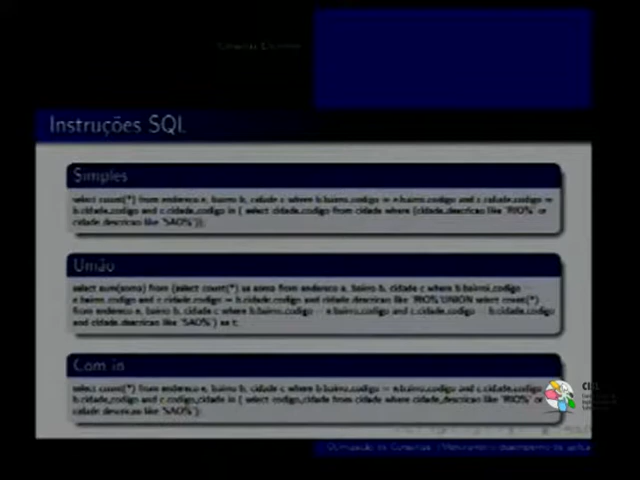 Instruções SQL
Simples
select count(*) from endereco e, bairro b, cidade c where b.bairro_codigo = e.bairro_codigo and c.cidade_codigo =
b.cidade_codigo and c.cidade_codigo in ( select cidade_codigo from cidade where (cidade_descricao like 'RIO%' or
cidade_descricao like 'SAO%'));
União
select sum(soma) from (select count(*) as soma from endereco e, bairro b, cidade c where b.bairro_codigo =
e.bairro_codigo and c.cidade_codigo = b.cidade_codigo and cidade_descricao like 'RIO%' UNION select count(*)
from endereco e, bairro b, cidade c where b.bairro_codigo = e.bairro_codigo and c.cidade_codigo = b.cidade_codigo
and cidade_descricao like 'SAO%') as t;
Com in
select count(*) from endereco e, bairro b, cidade c where b.bairro_codigo = e.bairro_codigo and c.cidade_codigo
b.cidade_codigo and c.codigo_cidade in ( select codigo_cidade from cidade where cidade_descricao like 'RIO%' or
cidade_descricao like 'SAO%');